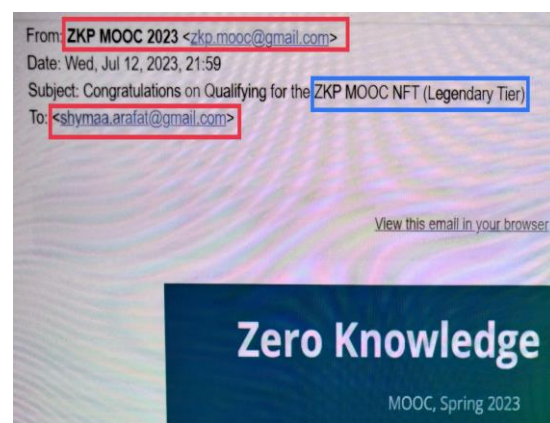 From: ZKP MOOC 2023 <zkp.mooc@gmail.com>
Date: Wed, Jul 12, 2023, 21:59
Subject: Congratulations on Qualifying for the ZKP MOOC NFT (Legendary Tier)
To: <shymaa.arafat@gmail.com>
View this email in your browser
Zero Knowledge
MOOC, Spring 2023